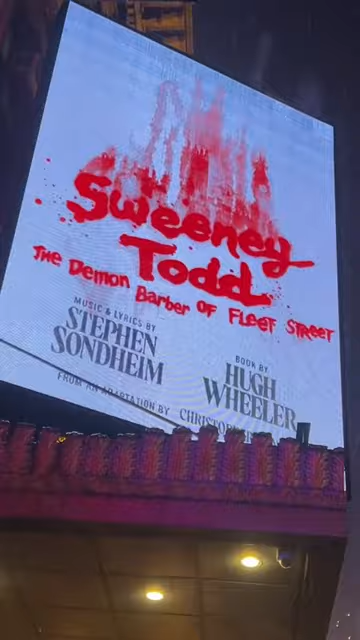 Sweeney
Todd
The Demon Barber OF FLEET STREET
MUSIC & LYRICS BY
STEPHEN
SONDHEIM
BOOK BY
HUGH
WHEELER
FROM AN ADAPTATION BY